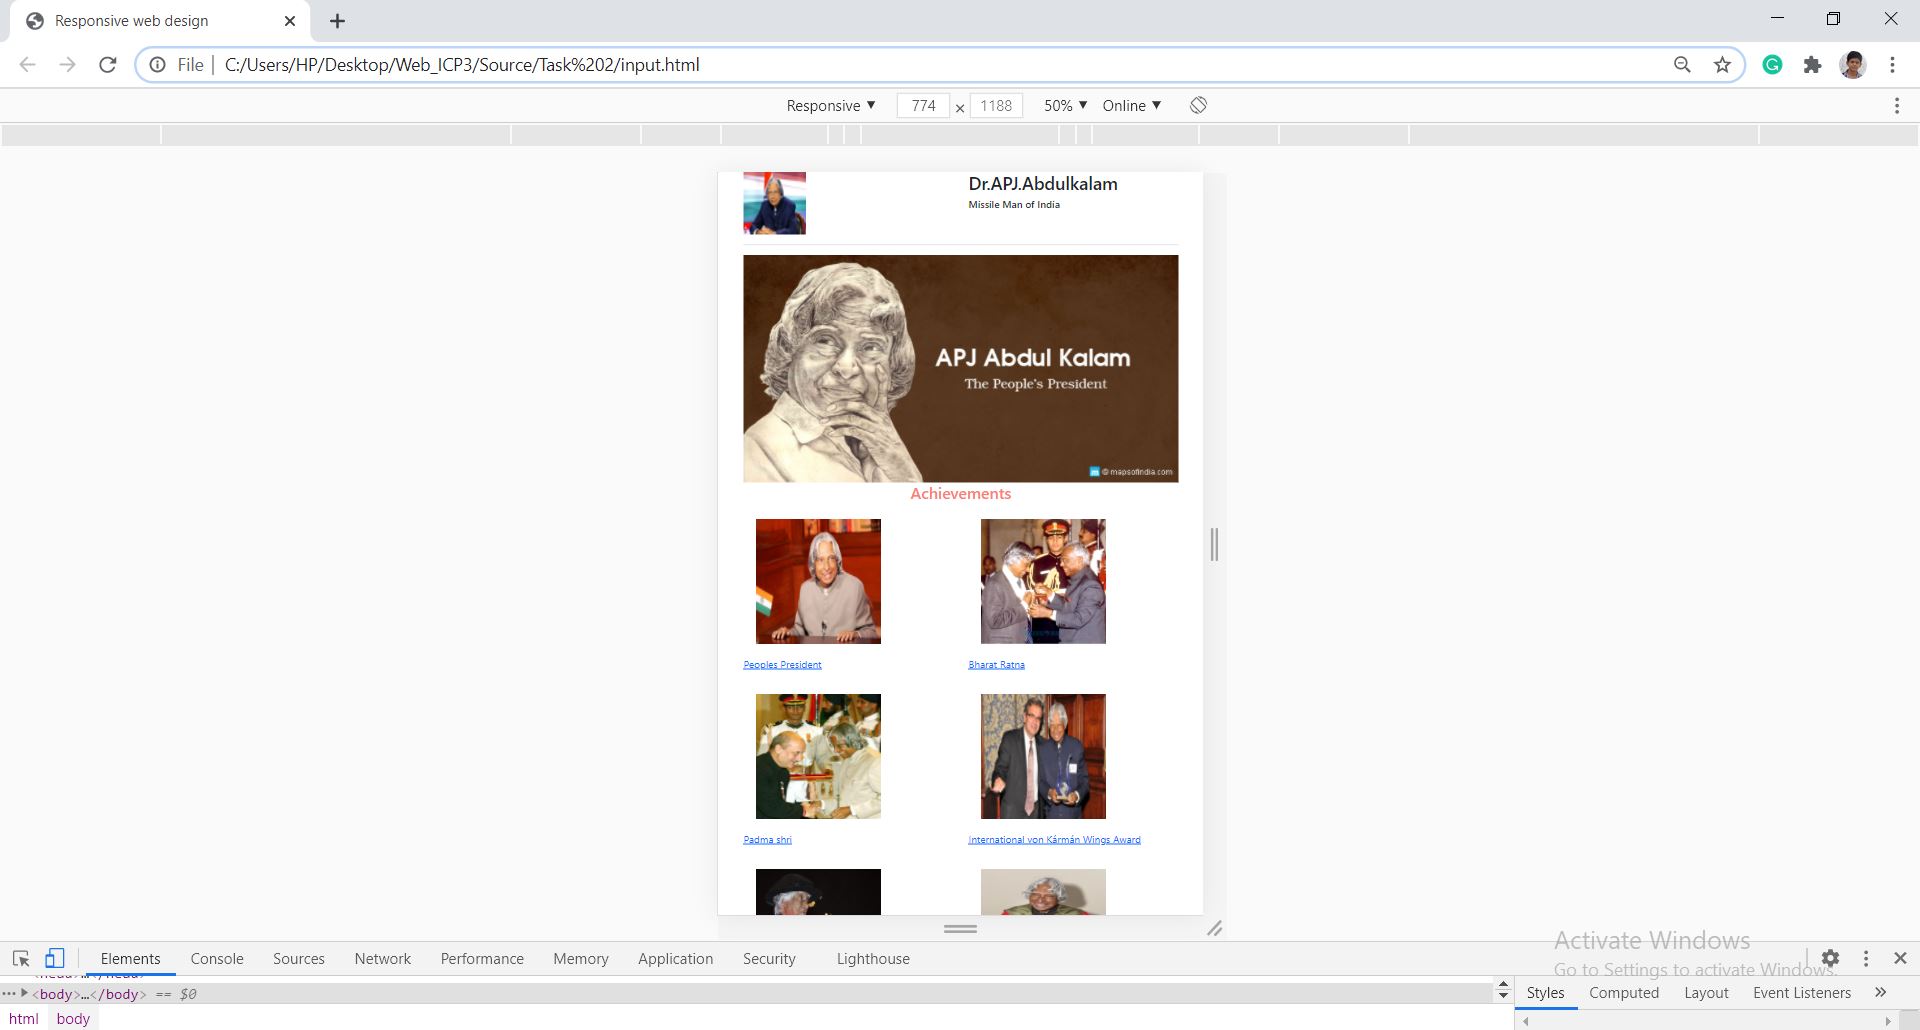 Responsive web design
File
C:/Users/HP/Desktop/Web_ICP3/Source/Task%202/input.html
Responsive ▼ 774 × 1188 50% ▼ Online ▼
Dr.APJ.Abdulkalam
Missile Man of India
APJ Abdul Kalam
The People's President
m © mapsofindia.com
Achievements
Peoples President
Bharat Ratna
Padma shri
International von Kármán Wings Award
Activate Windows
Go to Settings to activate Windows.
Elements Console Sources Network Performance Memory Application Security Lighthouse
<head>…</head>
<body>…</body> == $0
Styles Computed Layout Event Listeners »
html body